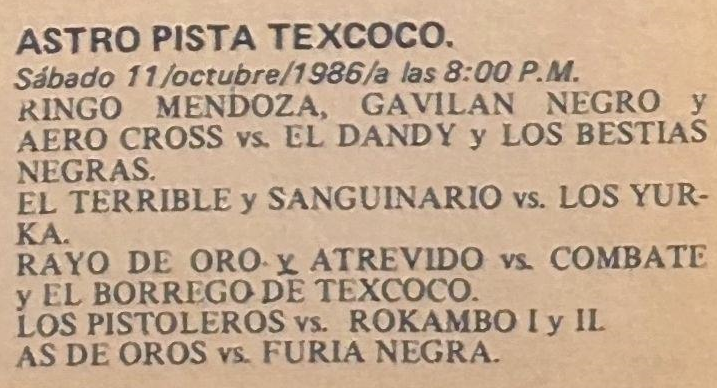 ASTRO PISTA TEXCOCO.
Sábado 11/octubre/1986/a las 8:00 P.M.
RINGO MENDOZA, GAVILAN NEGRO y
AERO CROSS vs. EL DANDY y LOS BESTIAS
NEGRAS.
EL TERRIBLE y SANGUINARIO vs. LOS YUR-
KA.
RAYO DE ORO y ATREVIDO vs. COMBATE
y EL BORREGO DE TEXCOCO.
LOS PISTOLEROS vs. ROKAMBO I y II.
AS DE OROS vs. FURIA NEGRA.